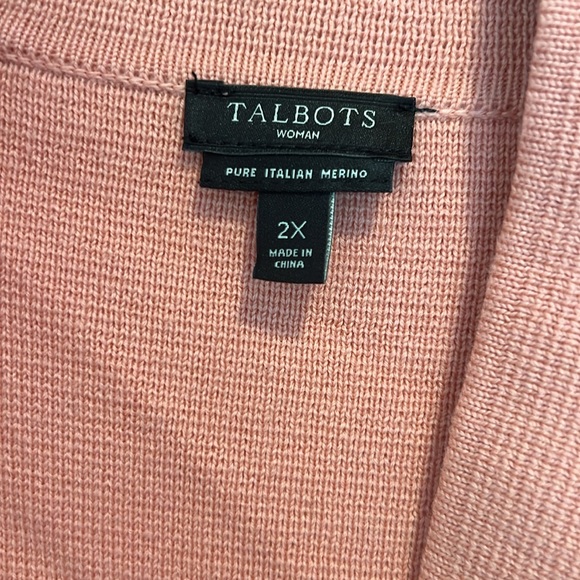 TALBOTS
WOMAN
PURE ITALIAN MERINO
2X
MADE IN
CHINA